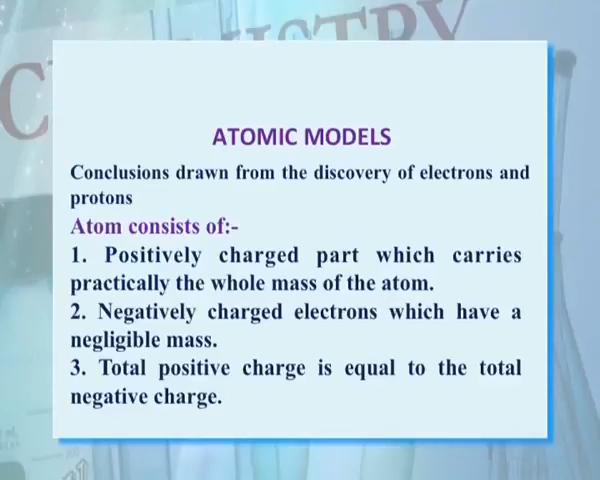 ATOMIC MODELS
Conclusions drawn from the discovery of electrons and
protons
Atom consists of:-
1. Positively charged part which carries
practically the whole mass of the atom.
2. Negatively charged electrons which have a
negligible mass.
3. Total positive charge is equal to the total
negative charge.